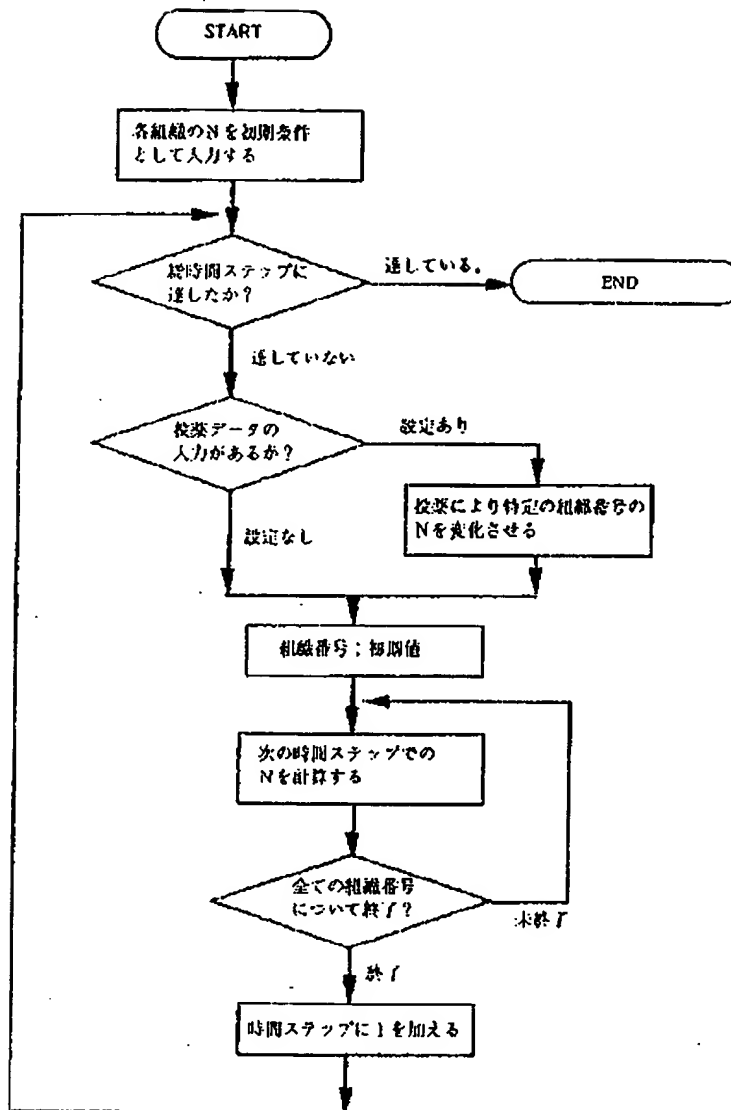 START
各組織のNを初期条件
として入力する
総時間ステップに
達したか？
達している。
END
達していない
投薬データの
入力があるか？
設定あり
投薬により特定の組織番号の
Nを変化させる
設定なし
組織番号：初期値
次の時間ステップでの
Nを計算する
全ての組織番号
について終了？
未終了
終了
時間ステップに1を加える